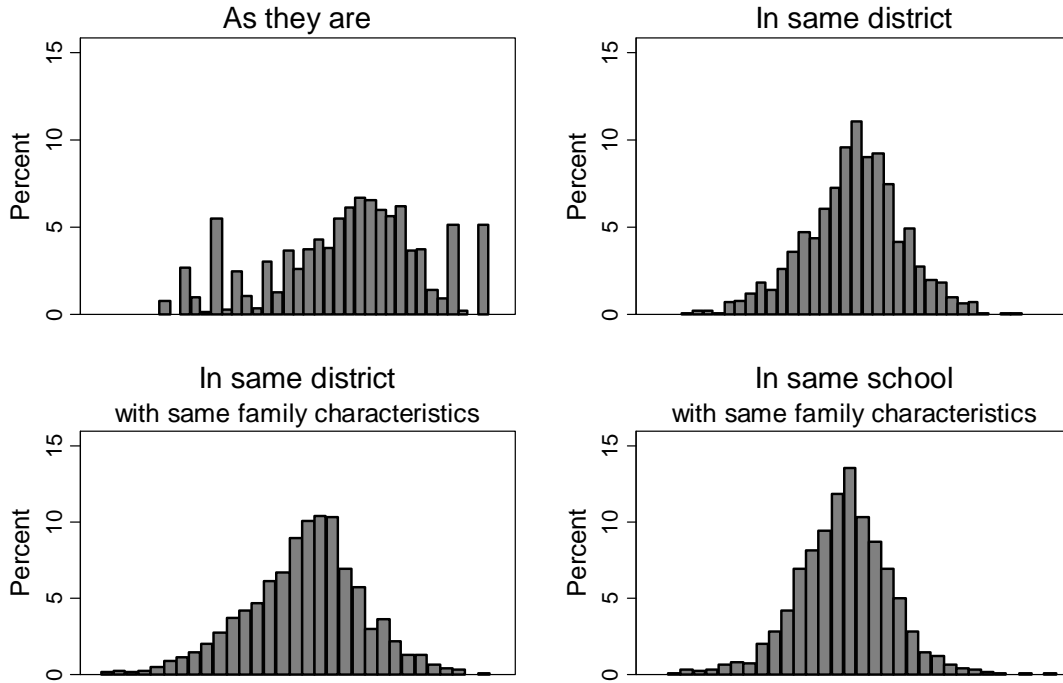 As they are
Percent
15
10
5
0
In same district
Percent
15
10
5
0
In same district
with same family characteristics
Percent
15
10
5
0
In same school
with same family characteristics
Percent
15
10
5
0